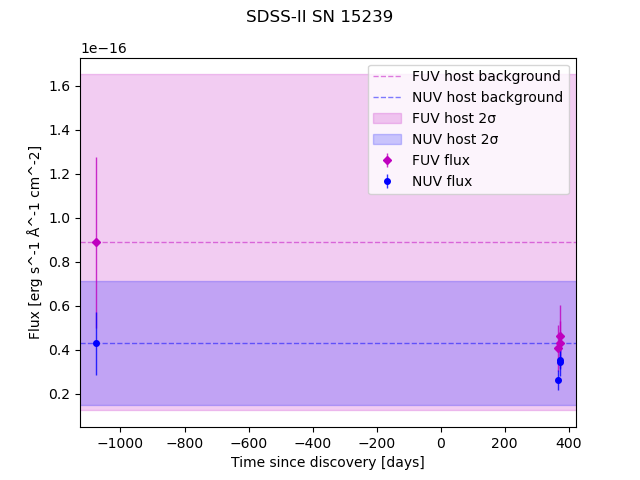 SDSS-II SN 15239
1e−16
FUV host background
NUV host background
FUV host 2σ
NUV host 2σ
FUV flux
NUV flux
1.6
1.4
1.2
1.0
0.8
0.6
0.4
0.2
Flux [erg s^-1 Å^-1 cm^-2]
−1000
−800
−600
−400
−200
0
200
400
Time since discovery [days]